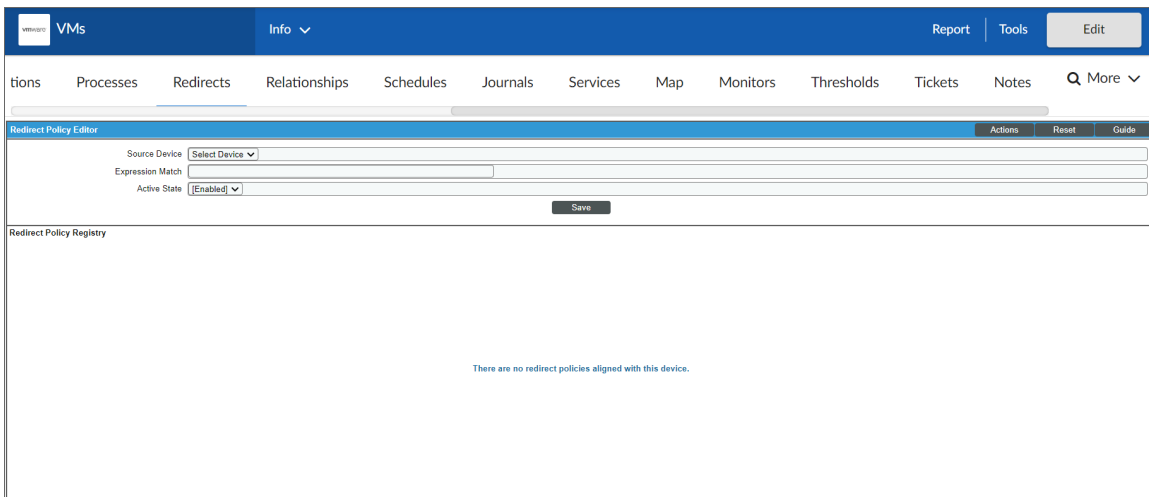 vmware VMs Info Report Tools Edit
tions Processes Redirects Relationships Schedules Journals Services Map Monitors Thresholds Tickets Notes More
Redirect Policy Editor Actions Reset Guide
Source Device Select Device
Expression Match
Active State [Enabled]
Save
Redirect Policy Registry
There are no redirect policies aligned with this device.